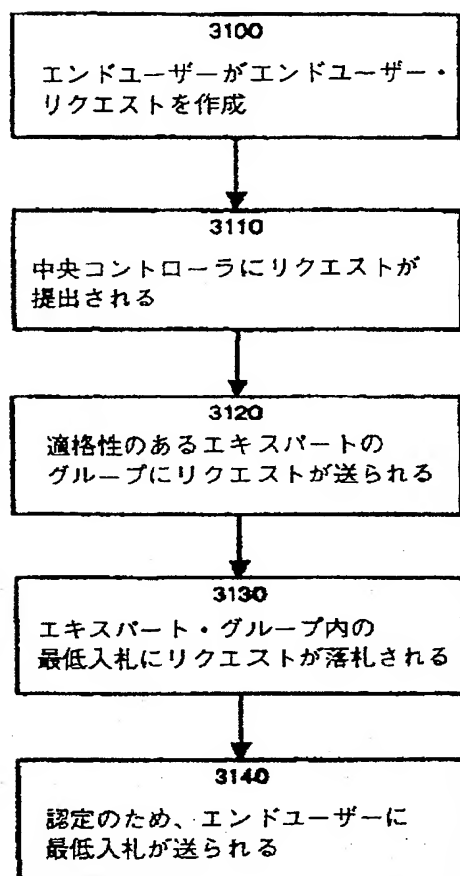 3100
エンドユーザーがエンドユーザー・
リクエストを作成
3110
中央コントローラにリクエストが
提出される
3120
適格性のあるエキスパートの
グループにリクエストが送られる
3130
エキスパート・グループ内の
最低入札にリクエストが落札される
3140
認定のため、エンドユーザーに
最低入札が送られる